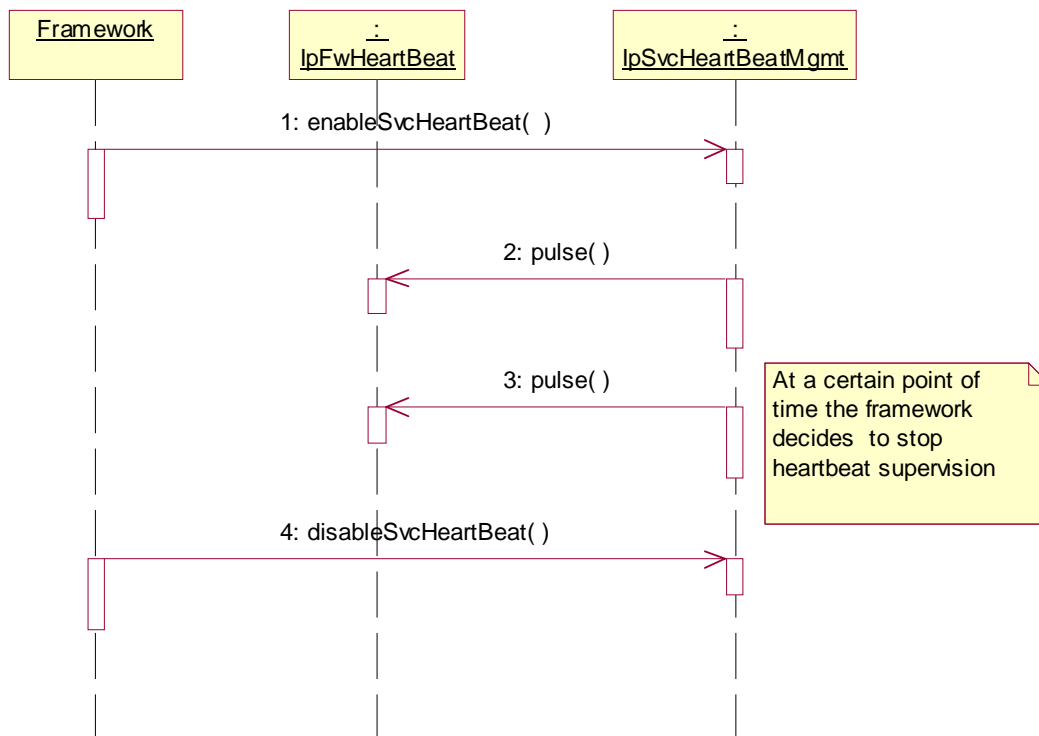 Framework
:
IpFwHeartBeat
:
IpSvcHeartBeatMgmt
1: enableSvcHeartBeat( )
2: pulse( )
3: pulse( )
At a certain point of
time the framework
decides to stop
heartbeat supervision
4: disableSvcHeartBeat( )